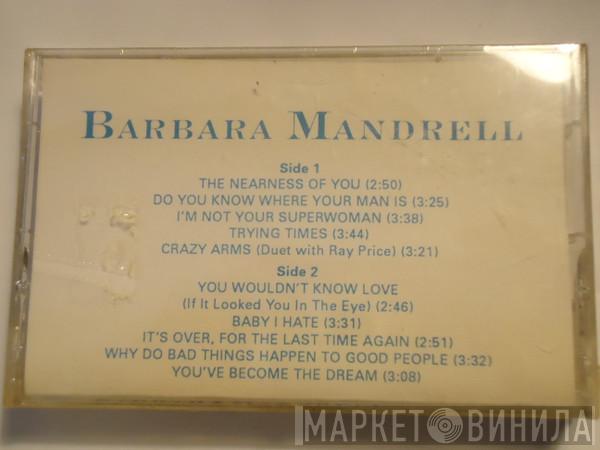 BARBARA MANDRELL
Side 1
THE NEARNESS OF YOU (2:50)
DO YOU KNOW WHERE YOUR MAN IS (3:25)
I'M NOT YOUR SUPERWOMAN (3:38)
TRYING TIMES (3:44)
CRAZY ARMS (Duet with Ray Price) (3:21)
Side 2
YOU WOULDN'T KNOW LOVE
(If It Looked You In The Eye) (2:46)
BABY I HATE (3:31)
IT'S OVER, FOR THE LAST TIME AGAIN (2:51)
WHY DO BAD THINGS HAPPEN TO GOOD PEOPLE (3:32)
YOU'VE BECOME THE DREAM (3:08)
МАРКЕТ ВИНИЛА